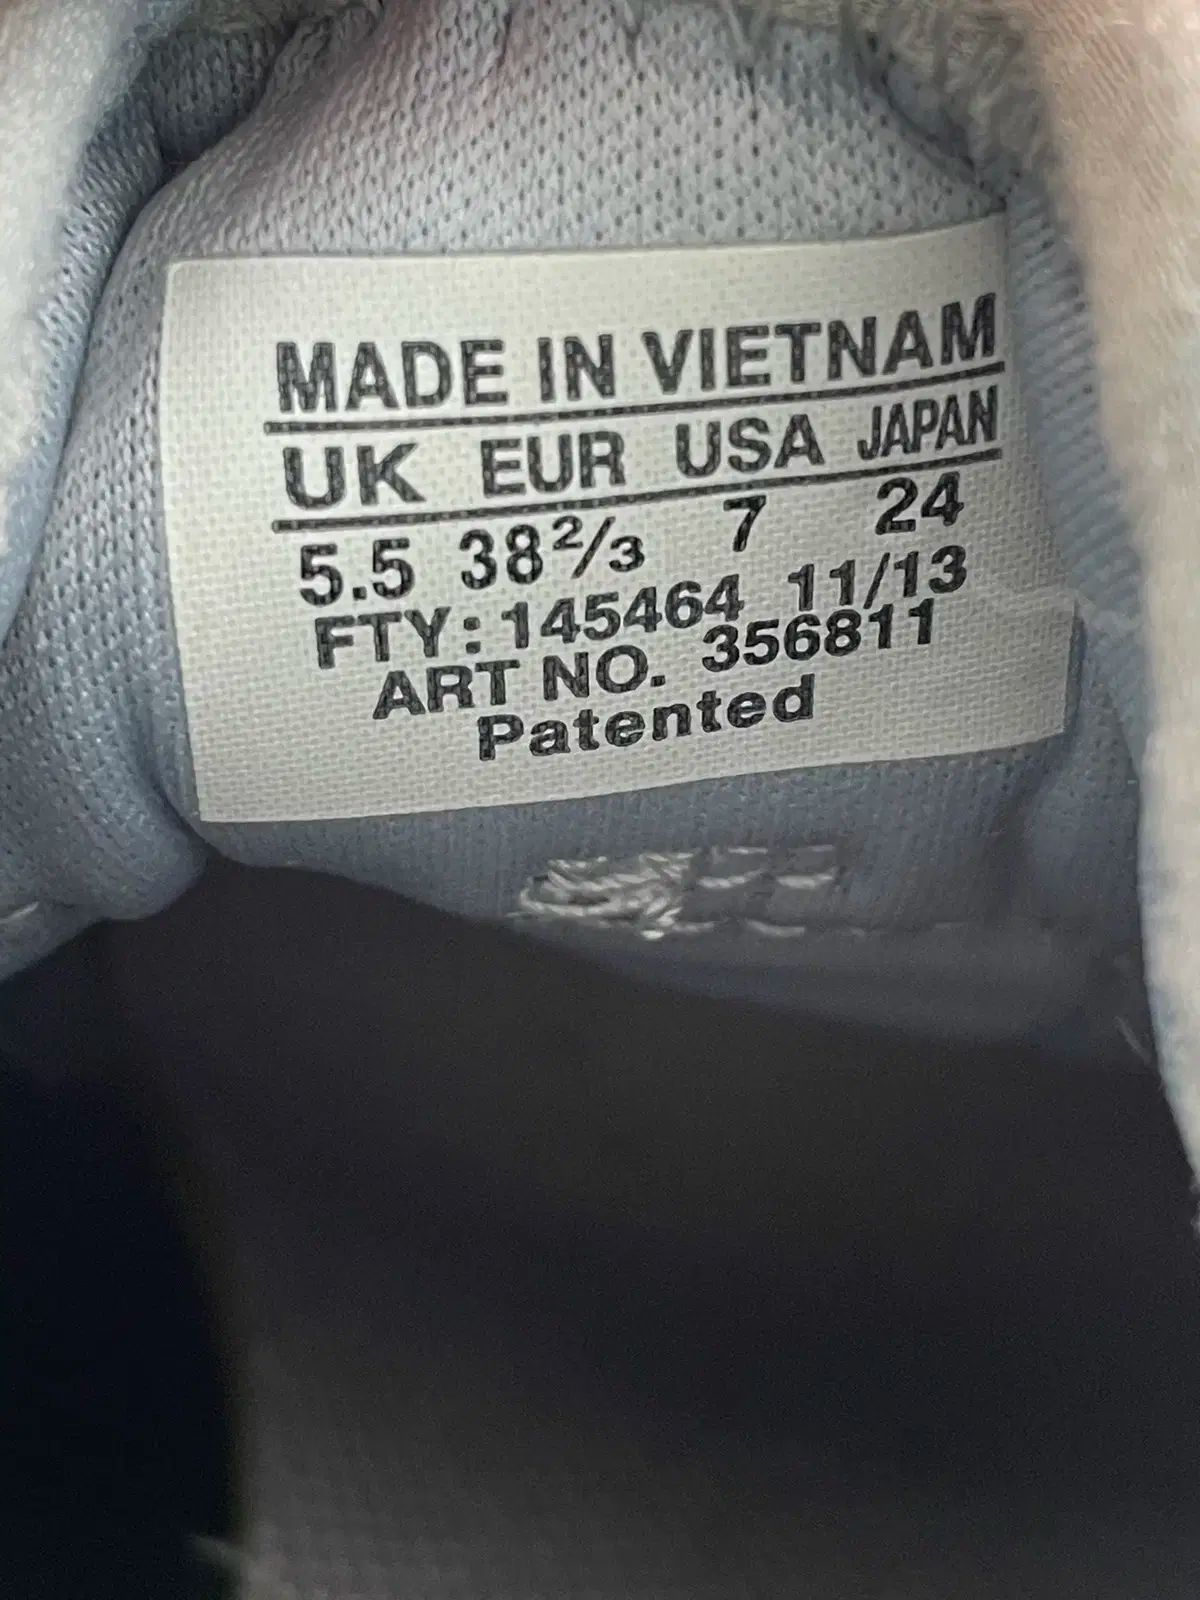 MADE IN VIETNAM
UK EUR USA JAPAN
5.5 38⅔ 7 24
FTY: 145464 11/13
ART NO. 356811
Patented